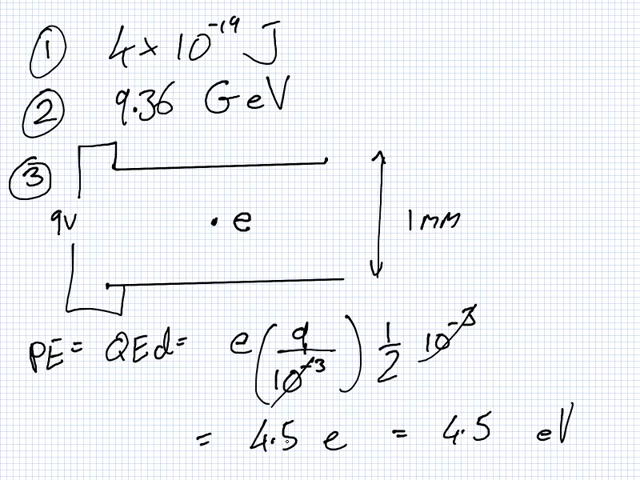 ① 4 × 10⁻¹⁹ J
② 9.36 GeV
③
9V • e 1mm
PE = QEd = e(9/10⁻³) 1/2 10⁻³
= 4.5 e = 4.5 eV